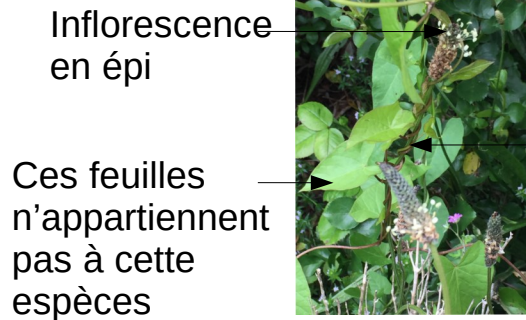 Inflorescence
en épi
Ces feuilles
n’appartiennent
pas à cette
espèces